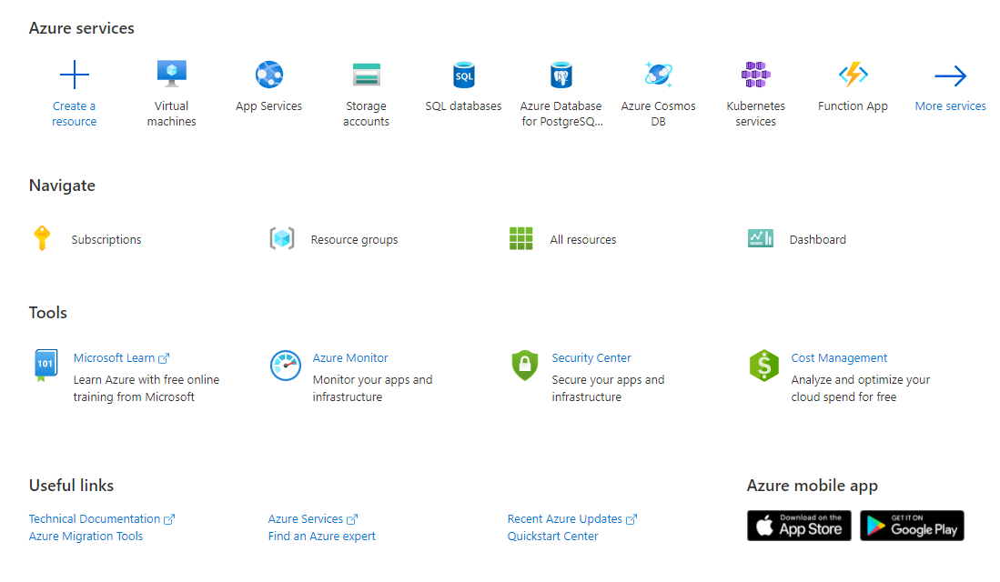 Azure services
Create a
resource
Virtual
machines
App Services
Storage
accounts
SQL
SQL databases
Azure Database
for PostgreSQ...
Azure Cosmos
DB
Kubernetes
services
Function App
More services
Navigate
Subscriptions
Resource groups
All resources
Dashboard
Tools
101
Microsoft Learn
Learn Azure with free online
training from Microsoft
Azure Monitor
Monitor your apps and
infrastructure
Security Center
Secure your apps and
infrastructure
$
Cost Management
Analyze and optimize your
cloud spend for free
Useful links
Technical Documentation
Azure Migration Tools
Azure Services
Find an Azure expert
Recent Azure Updates
Quickstart Center
Azure mobile app
Download on the
App Store
GET IT ON
Google Play